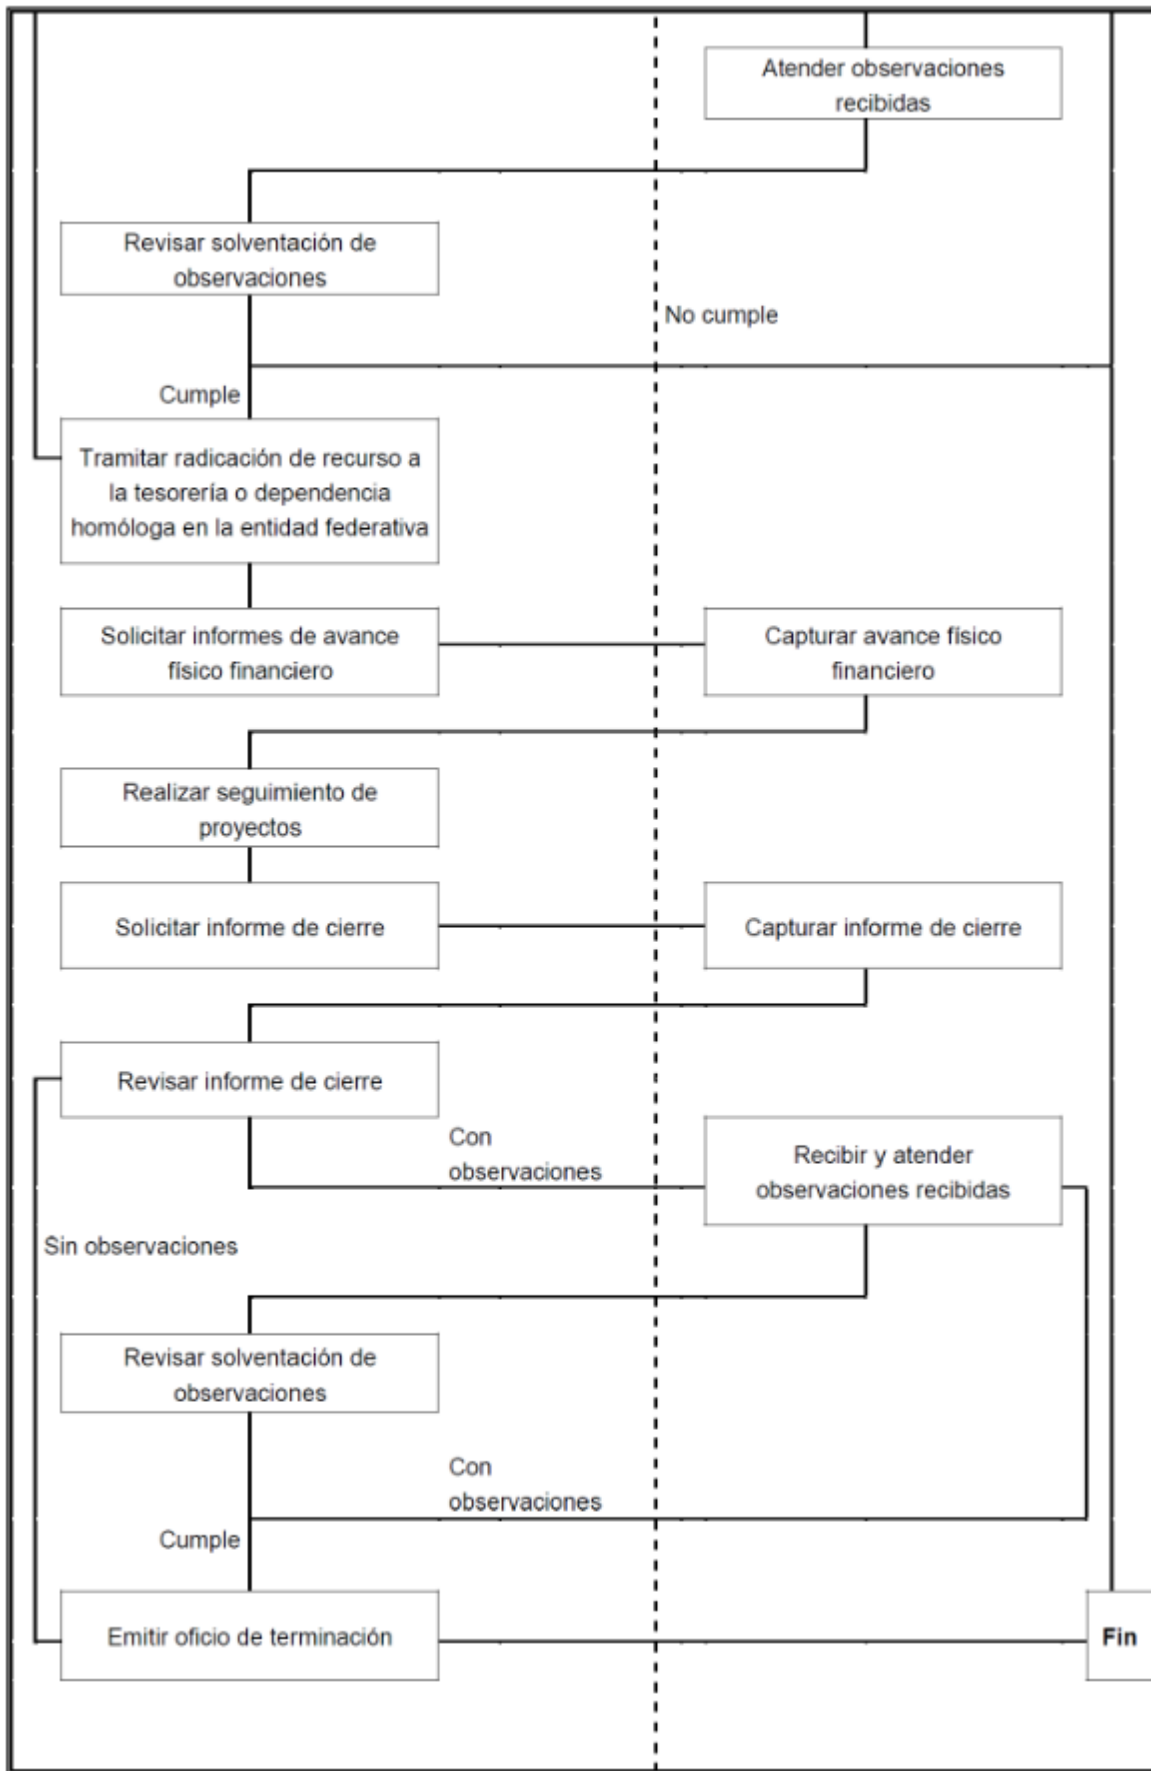 Atender observaciones
recibidas
Revisar solventación de
observaciones
No cumple
Cumple
Tramitar radicación de recurso a
la tesorería o dependencia
homóloga en la entidad federativa
Solicitar informes de avance
físico financiero
Capturar avance físico
financiero
Realizar seguimiento de
proyectos
Solicitar informe de cierre
Capturar informe de cierre
Revisar informe de cierre
Con
observaciones
Recibir y atender
observaciones recibidas
Sin observaciones
Revisar solventación de
observaciones
Con
observaciones
Cumple
Emitir oficio de terminación
Fin